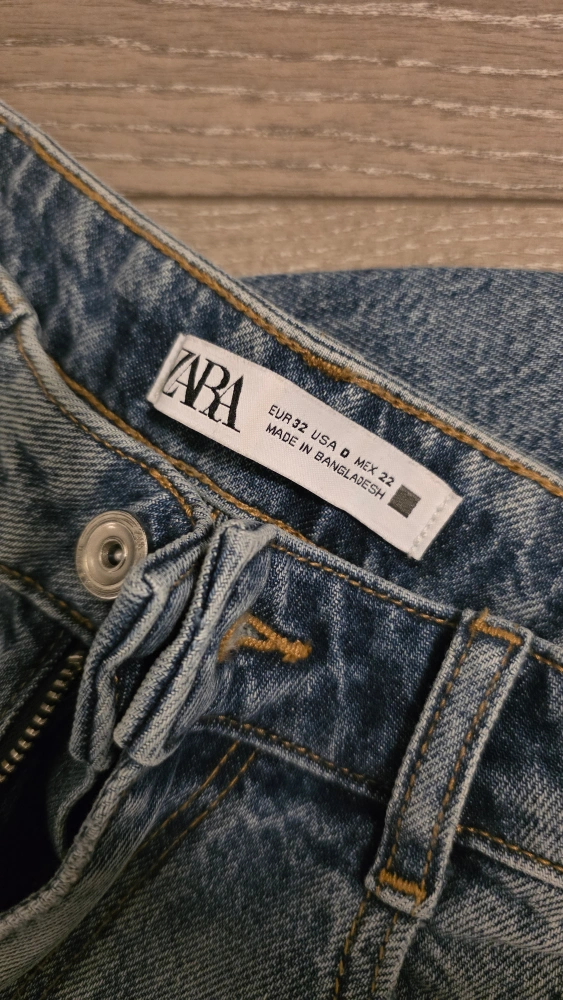 ZARA
EUR 32 USA 0 MEX 22
MADE IN BANGLADESH